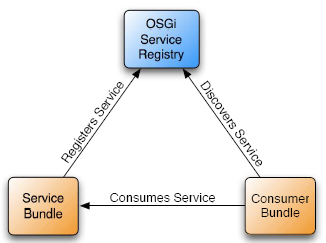 OSGi
Service
Registry
Registers Service
Discovers Service
Service
Bundle
Consumes Service
Consumer
Bundle